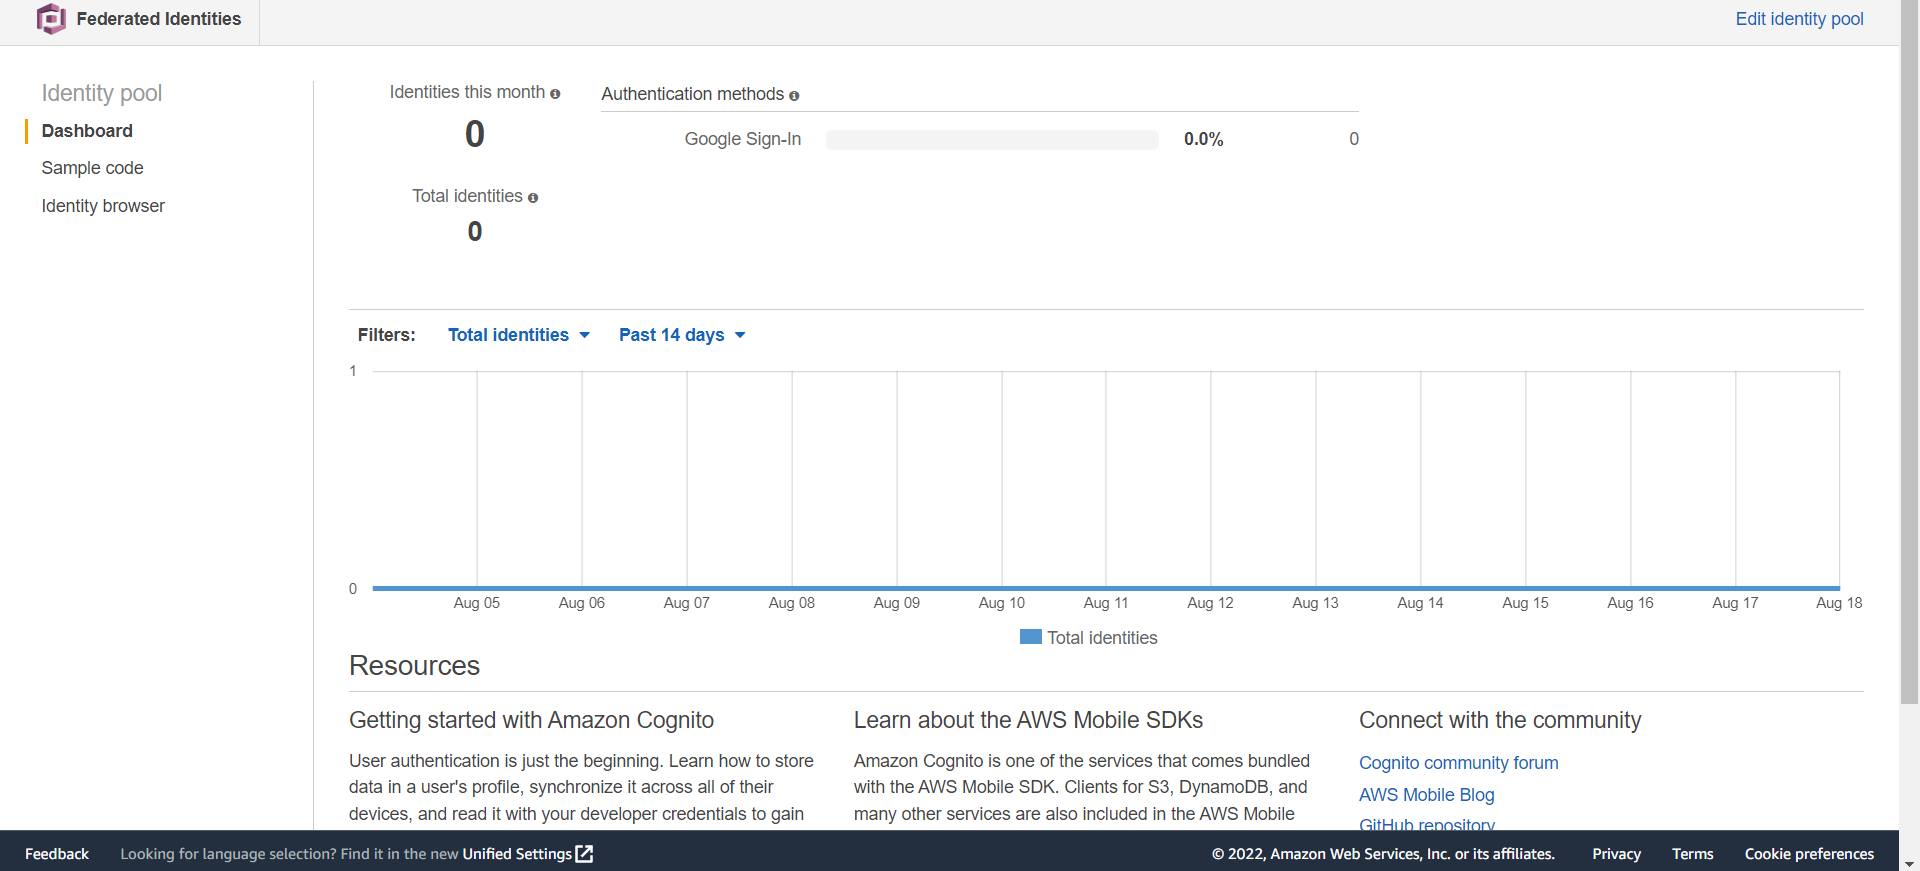 Federated Identities
Edit identity pool
Identity pool
Dashboard
Sample code
Identity browser
Identities this month
0
Total identities
0
Authentication methods
Google Sign-In 0.0% 0
Filters: Total identities Past 14 days
1
0
Aug 05 Aug 06 Aug 07 Aug 08 Aug 09 Aug 10 Aug 11 Aug 12 Aug 13 Aug 14 Aug 15 Aug 16 Aug 17 Aug 18
Total identities
Resources
Getting started with Amazon Cognito
User authentication is just the beginning. Learn how to store
data in a user's profile, synchronize it across all of their
devices, and read it with your developer credentials to gain
Learn about the AWS Mobile SDKs
Amazon Cognito is one of the services that comes bundled
with the AWS Mobile SDK. Clients for S3, DynamoDB, and
many other services are also included in the AWS Mobile
Connect with the community
Cognito community forum
AWS Mobile Blog
GitHub repository
Feedback Looking for language selection? Find it in the new Unified Settings © 2022, Amazon Web Services, Inc. or its affiliates. Privacy Terms Cookie preferences